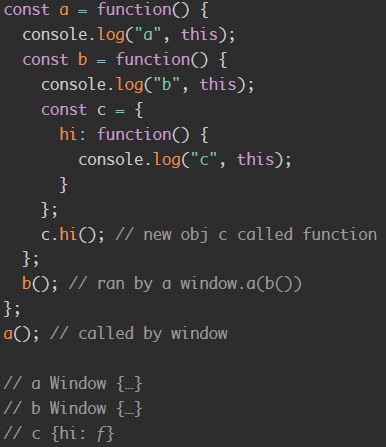 const a = function() {
  console.log("a", this);
  const b = function() {
    console.log("b", this);
    const c = {
      hi: function() {
        console.log("c", this);
      }
    };
    c.hi(); // new obj c called function
  };
  b(); // ran by a window.a(b())
};
a(); // called by window

// a Window {…}
// b Window {…}
// c {hi: ƒ}